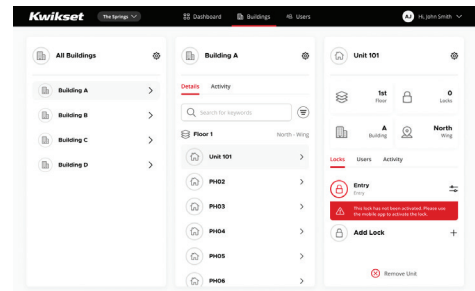 Kwikset
The Springs
Dashboard
Buildings
Users
AJ
Hi, John Smith
All Buildings
Building A
Building B
Building C
Building D
Building A
Details
Activity
Search for keywords
Floor 1
North - Wing
Unit 101
PH02
PH03
PH04
PH05
PH06
Unit 101
1st
Floor
0
Locks
A
Building
North
Wing
Locks
Users
Activity
Entry
Entry
This lock has not been activated. Please use
the mobile app to activate the lock.
Add Lock
Remove Unit